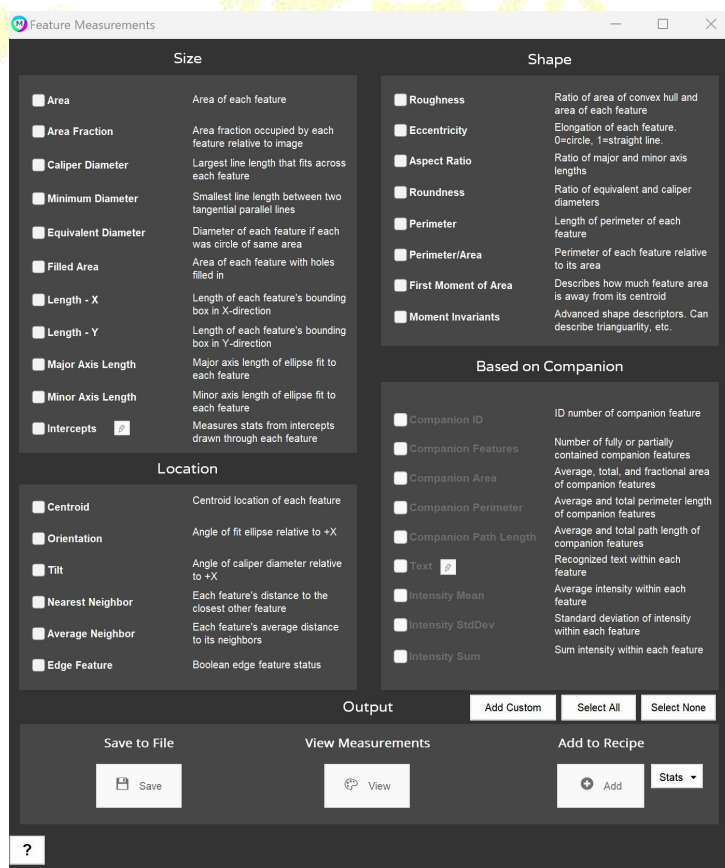 Feature Measurements
Size
Area
Area of each feature
Area Fraction
Area fraction occupied by each
feature relative to image
Caliper Diameter
Largest line length that fits across
each feature
Minimum Diameter
Smallest line length between two
tangential parallel lines
Equivalent Diameter
Diameter of each feature if each
was circle of same area
Filled Area
Area of each feature with holes
filled in
Length - X
Length of each feature's bounding
box in X-direction
Length - Y
Length of each feature's bounding
box in Y-direction
Major Axis Length
Major axis length of ellipse fit to
each feature
Minor Axis Length
Minor axis length of ellipse fit to
each feature
Intercepts
Measures stats from intercepts
drawn through each feature
Location
Centroid
Centroid location of each feature
Orientation
Angle of fit ellipse relative to +X
Tilt
Angle of caliper diameter relative
to +X
Nearest Neighbor
Each feature's distance to the
closest other feature
Average Neighbor
Each feature's average distance
to its neighbors
Edge Feature
Boolean edge feature status
Shape
Roughness
Ratio of area of convex hull and
area of each feature
Eccentricity
Elongation of each feature.
0=circle, 1=straight line.
Aspect Ratio
Ratio of major and minor axis
lengths
Roundness
Ratio of equivalent and caliper
diameters
Perimeter
Length of perimeter of each
feature
Perimeter/Area
Perimeter of each feature relative
to its area
First Moment of Area
Describes how much feature area
is away from its centroid
Moment Invariants
Advanced shape descriptors. Can
describe trianguarlity, etc.
Based on Companion
Companion ID
ID number of companion feature
Companion Features
Number of fully or partially
contained companion features
Companion Area
Average, total, and fractional area
of companion features
Companion Perimeter
Average and total perimeter length
of companion features
Companion Path Length
Average and total path length of
companion features
Text
Recognized text within each
feature
Intensity Mean
Average intensity within each
feature
Intensity StdDev
Standard deviation of intensity
within each feature
Intensity Sum
Sum intensity within each feature
Output
Add Custom
Select All
Select None
Save to File
View Measurements
Add to Recipe
Save
View
Add
Stats
?